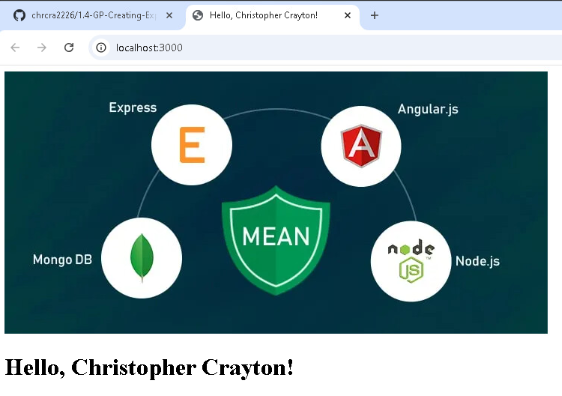 chrcra2226/1.4-GP-Creating-Exp
Hello, Christopher Crayton!
localhost:3000
Express
E
Angular.js
A
MEAN
Mongo DB
node
JS
Node.js
Hello, Christopher Crayton!